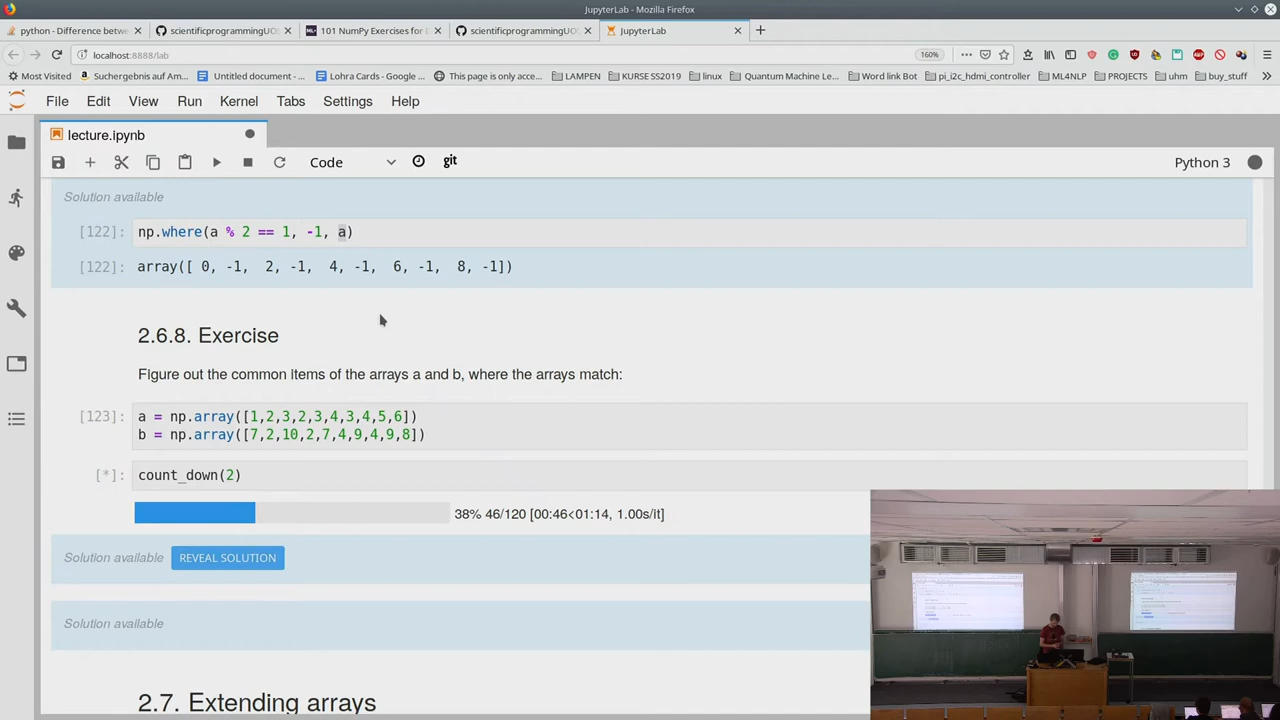 JupyterLab - Mozilla Firefox
python - Difference betwe
scientificprogrammingUOS
101 NumPy Exercises for D
scientificprogrammingUOS
JupyterLab
localhost:8888/lab
160%
Most Visited
Suchergebnis auf Am...
Untitled document - ...
Lohra Cards - Google ...
This page is only acce...
LAMPEN
KURSE SS2019
linux
Quantum Machine Le...
Word link Bot
pi_i2c_hdmi_controller
ML4NLP
PROJECTS
uhm
buy_stuff
File Edit View Run Kernel Tabs Settings Help
lecture.ipynb
Code
git
Python 3
Solution available
[122]: np.where(a % 2 == 1, -1, a)
[122]: array([ 0, -1,  2, -1,  4, -1,  6, -1,  8, -1])
2.6.8. Exercise
Figure out the common items of the arrays a and b, where the arrays match:
[123]: a = np.array([1,2,3,2,3,4,3,4,5,6])
b = np.array([7,2,10,2,7,4,9,4,9,8])
[*]: count_down(2)
38% 46/120 [00:46<01:14, 1.00s/it]
Solution available REVEAL SOLUTION
Solution available
2.7. Extending arrays